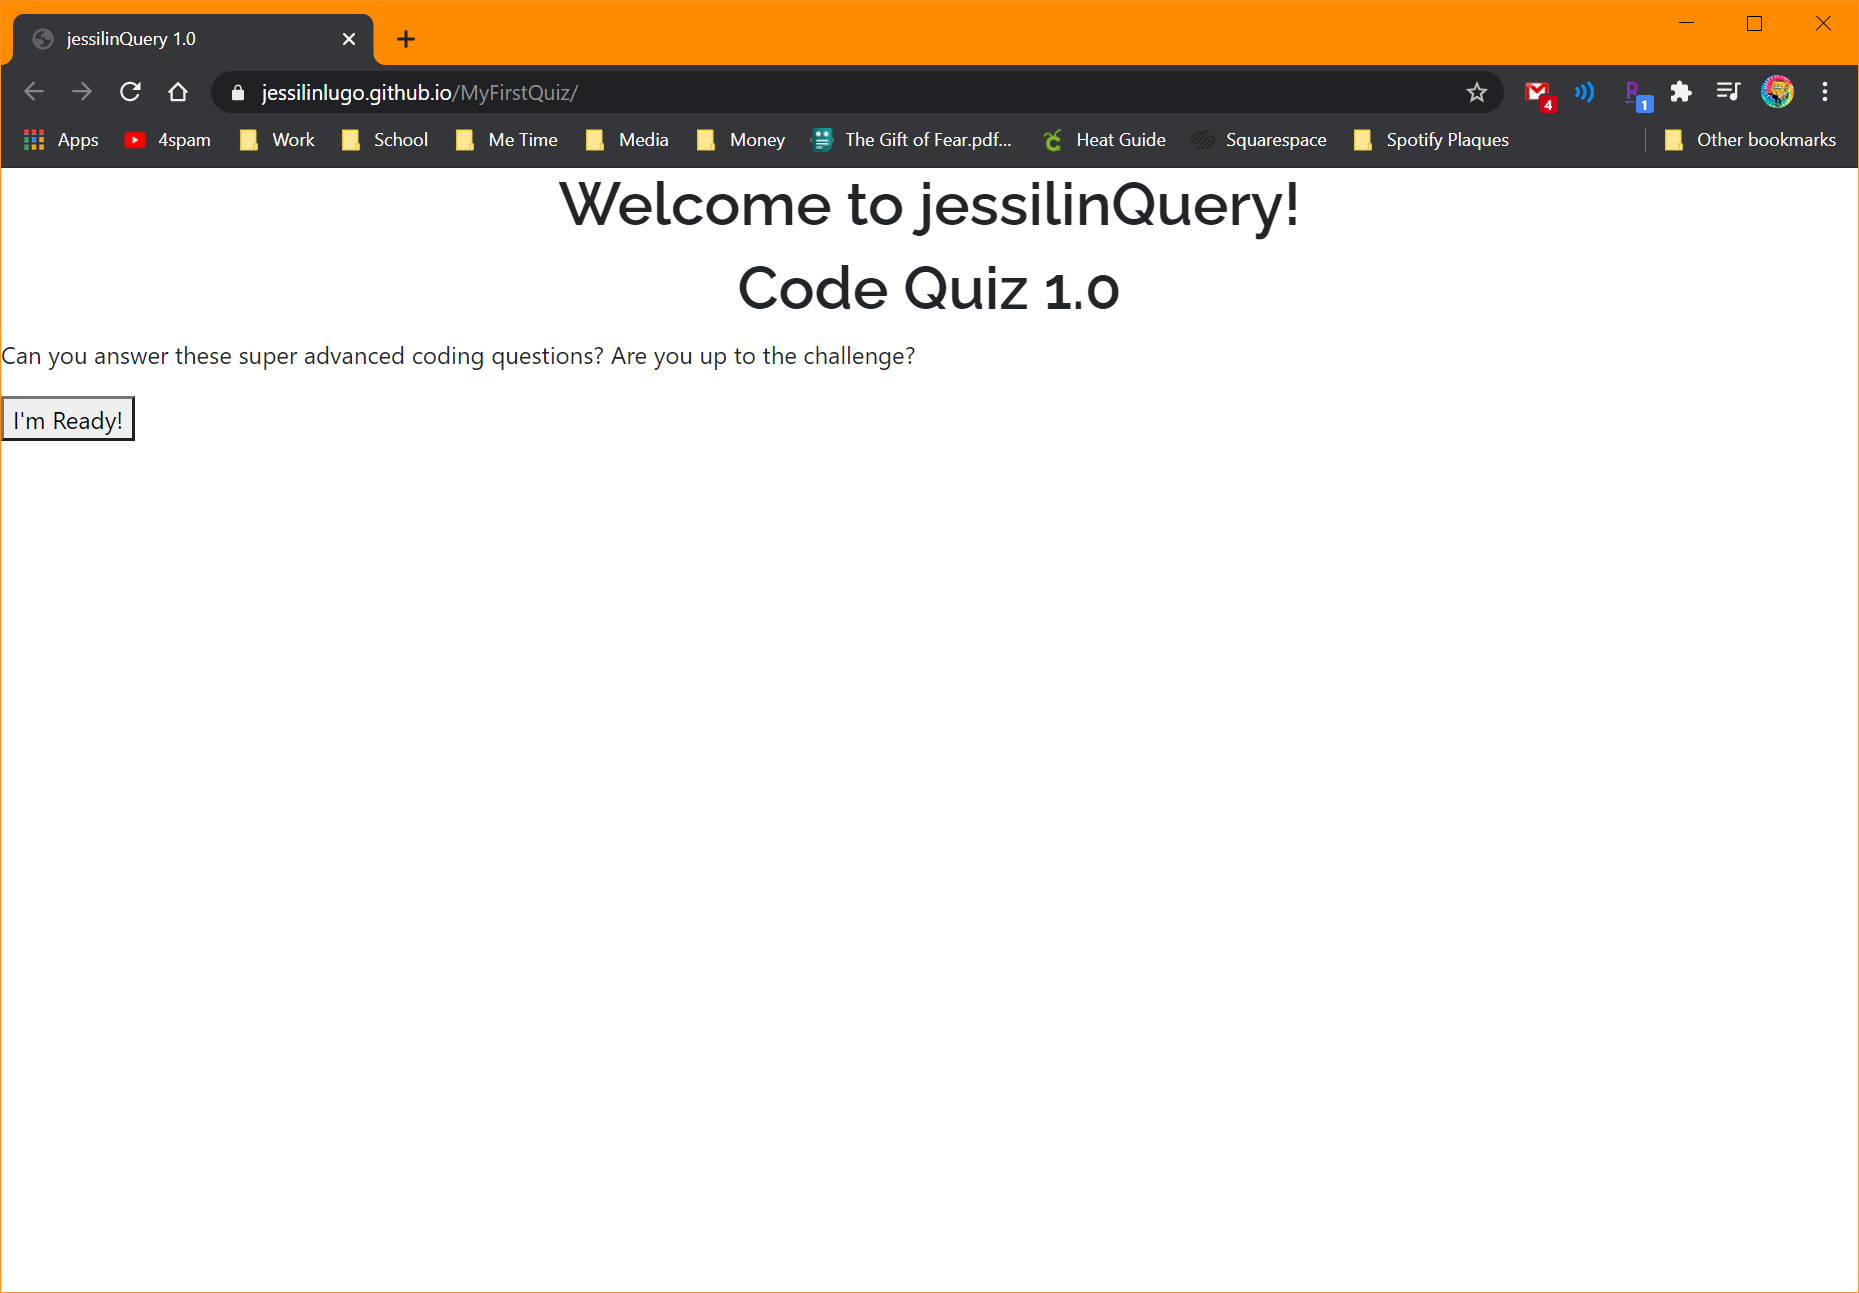 jessilinQuery 1.0
jessilinlugo.github.io/MyFirstQuiz/
4
1
Apps 4spam Work School Me Time Media Money The Gift of Fear.pdf... Heat Guide Squarespace Spotify Plaques Other bookmarks
Welcome to jessilinQuery!
Code Quiz 1.0
Can you answer these super advanced coding questions? Are you up to the challenge?
I'm Ready!